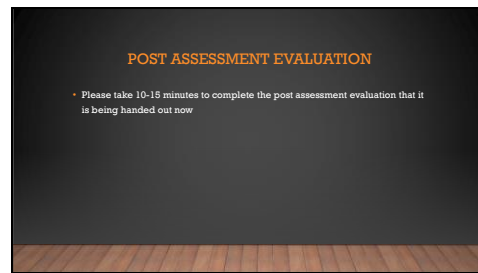 POST ASSESSMENT EVALUATION
• Please take 10-15 minutes to complete the post assessment evaluation that it
is being handed out now